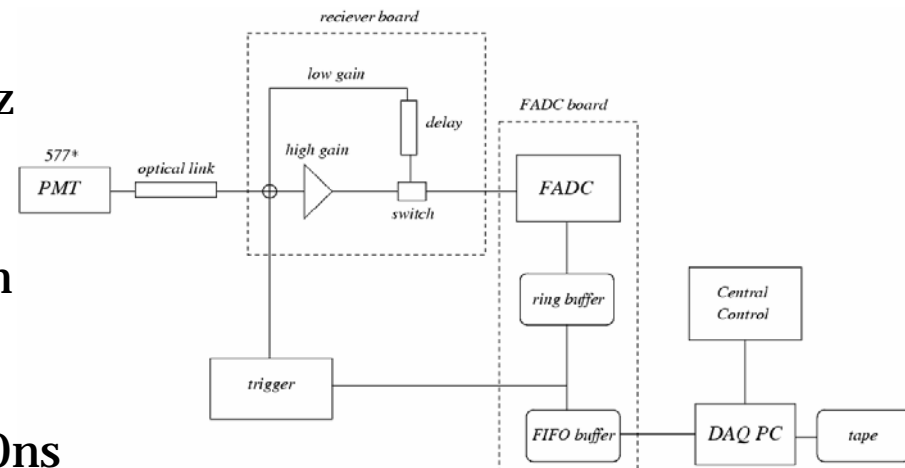 reciever board
low gain
z
FADC board
delay
577*
high gain
optical link
PMT
FADC
switch
n
ring buffer
Central
Control
trigger
0ns
FIFO buffer
DAQ PC
tape